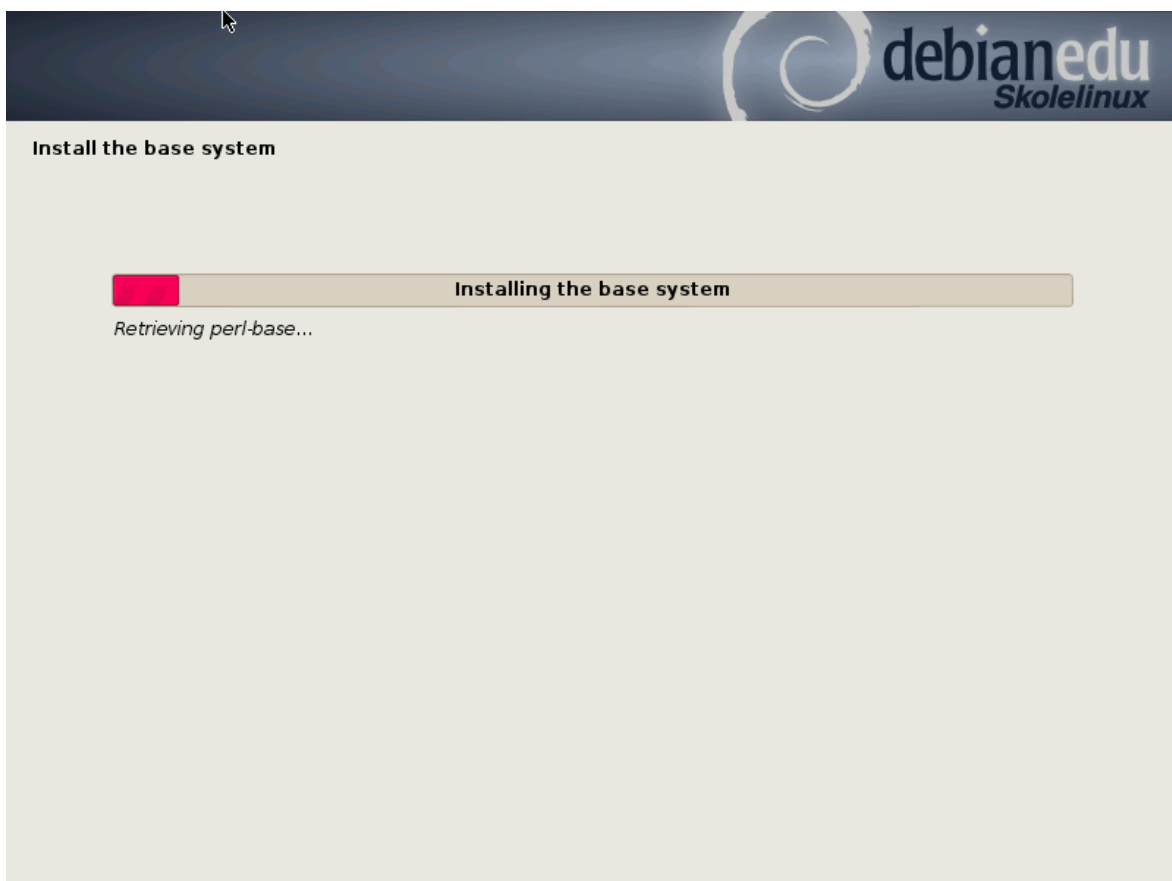 debianedu
Skolelinux
Install the base system
Installing the base system
Retrieving perl-base...